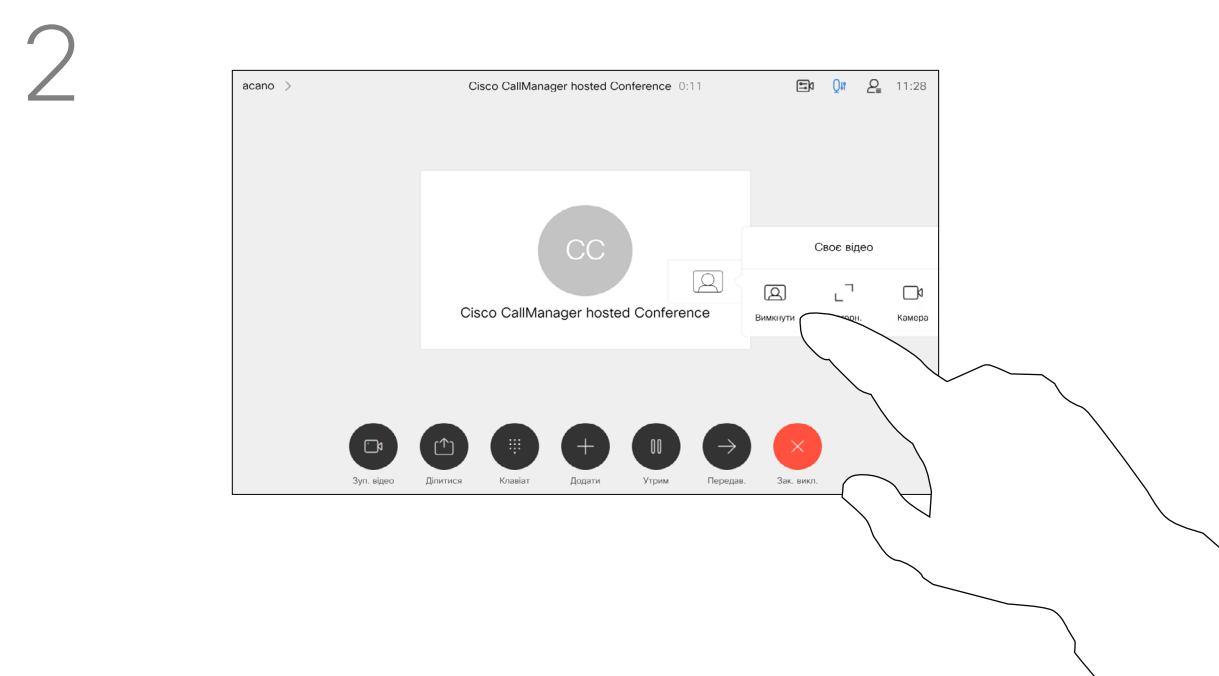 2
acano
Cisco CallManager hosted Conference 0:11
11:28
CC
Cisco CallManager hosted Conference
Своє відео
Вимкнути
Камера
Зуп. відео
Ділитися
Клавіат
Додати
Утрим
Передав.
Зак. викл.